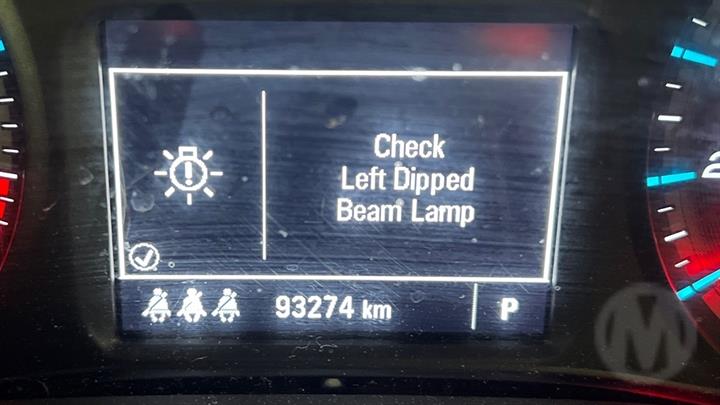 Check
Left Dipped
Beam Lamp
93274 km
P
M